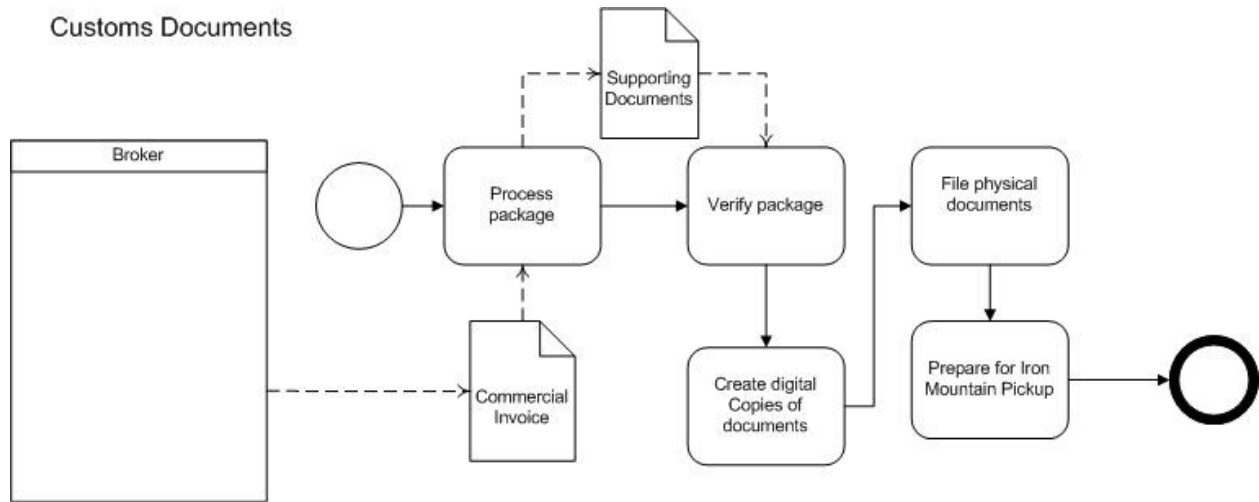 Customs Documents
Supporting
Documents
Broker
Process
package
Verify package
File physical
documents
Commercial
Invoice
Create digital
Copies of
documents
Prepare for Iron
Mountain Pickup